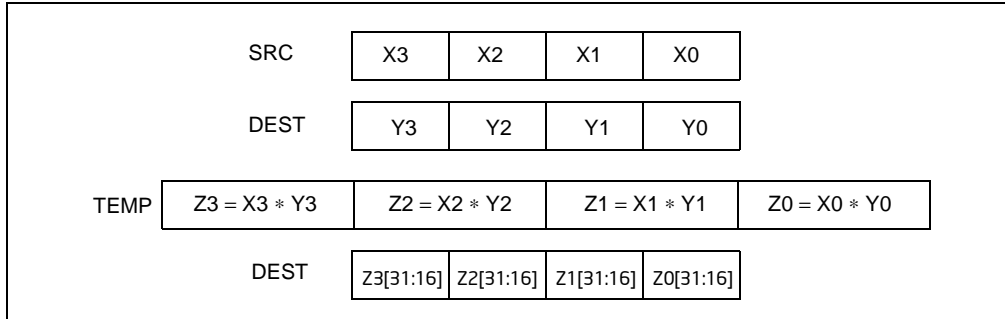 SRC X3 X2 X1 X0
DEST Y3 Y2 Y1 Y0
TEMP Z3 = X3 ∗ Y3 Z2 = X2 ∗ Y2 Z1 = X1 ∗ Y1 Z0 = X0 ∗ Y0
DEST Z3[31:16] Z2[31:16] Z1[31:16] Z0[31:16]